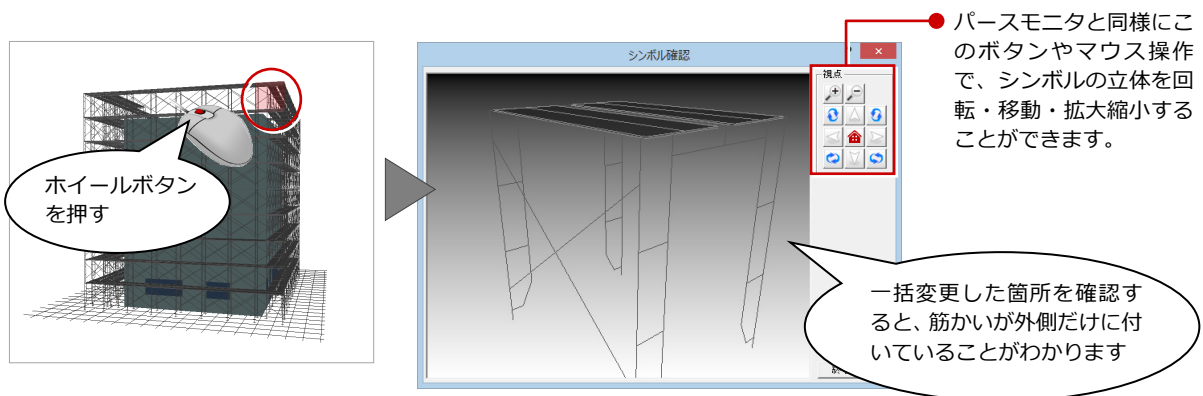 ホイールボタン
を押す
シンボル確認
視点
パースモニタと同様にこ
のボタンやマウス操作
で、シンボルの立体を回
転・移動・拡大縮小する
ことができます。
一括変更した箇所を確認す
ると、筋かいが外側だけに付
いていることがわかります